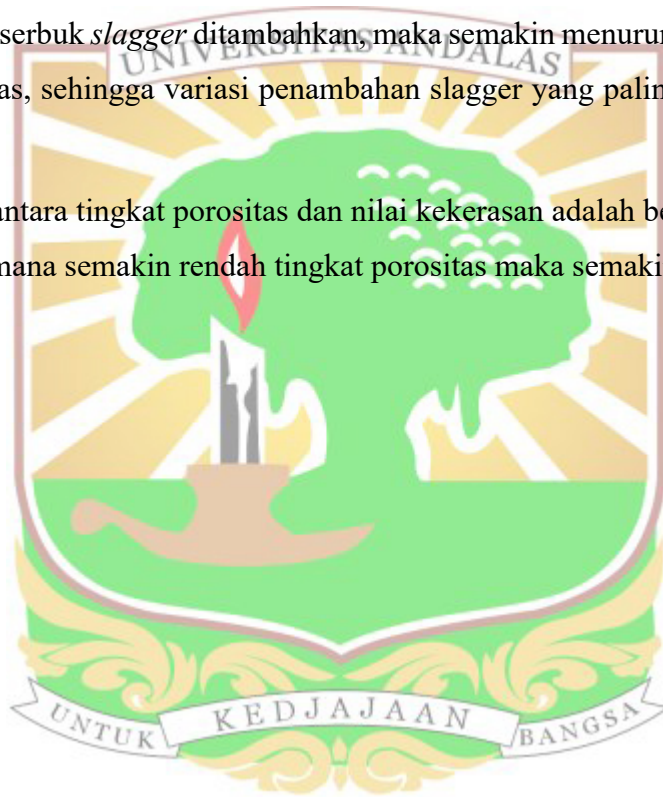 serbuk slagger ditambahkan, maka semakin menurun
UNIVERSITAS ANDALAS
as, sehingga variasi penambahan slagger yang palin
antara tingkat porositas dan nilai kekerasan adalah be
mana semakin rendah tingkat porositas maka semaki
UNTUK KEDJAJAAN BANGSA